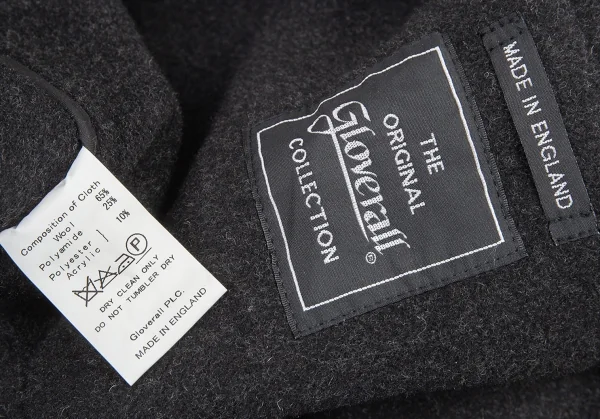 Composition of Cloth
Wool 65%
Polyamide 25%
Polyester |
Acrylic | 10%
P
DRY CLEAN ONLY
DO NOT TUMBLER DRY
Gloverall PLC.
MADE IN ENGLAND
THE
ORIGINAL
Gloverall®
COLLECTION
MADE IN ENGLAND